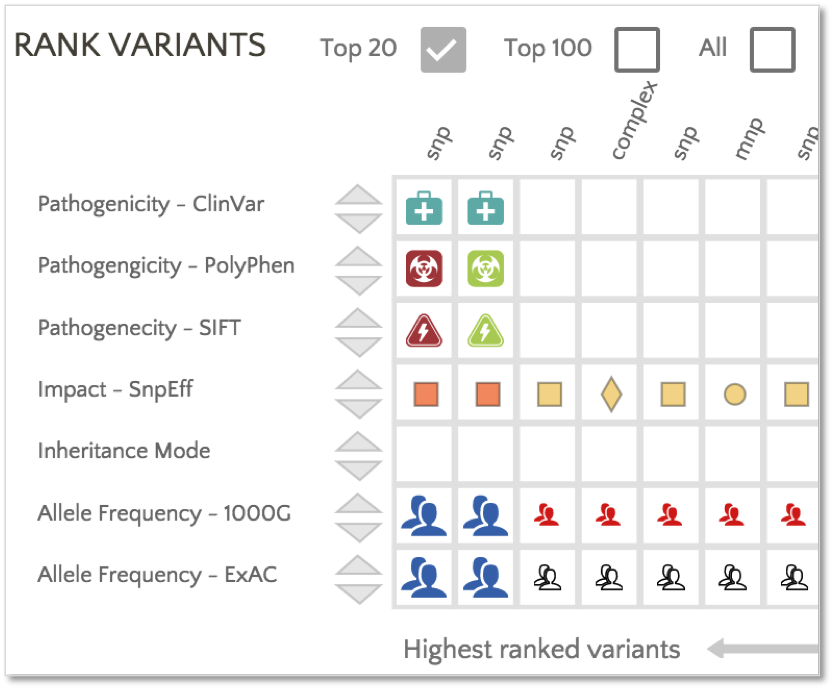 RANK VARIANTS Top 20 Top 100 All
snp snp snp complex snp mnp snp
Pathogenicity – ClinVar
Pathogengicity – PolyPhen
Pathogenecity – SIFT
Impact – SnpEff
Inheritance Mode
Allele Frequency – 1000G
Allele Frequency – ExAC
Highest ranked variants